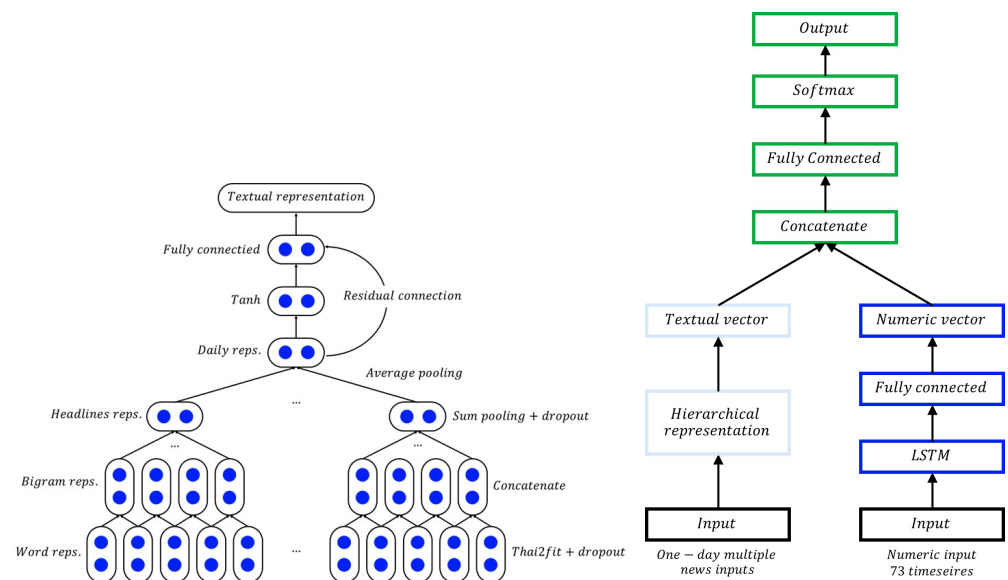 Textual representation
Fully connectied
Tanh
Residual connection
Daily reps.
Average pooling
...
Headlines reps.
Sum pooling + dropout
...
...
Bigram reps.
Concatenate
Word reps.
...
Thai2fit + dropout
Output
Softmax
Fully Connected
Concatenate
Textual vector
Numeric vector
Hierarchical
representation
Fully connected
LSTM
Input
One − day multiple
news inputs
Input
Numeric input
73 timeseires